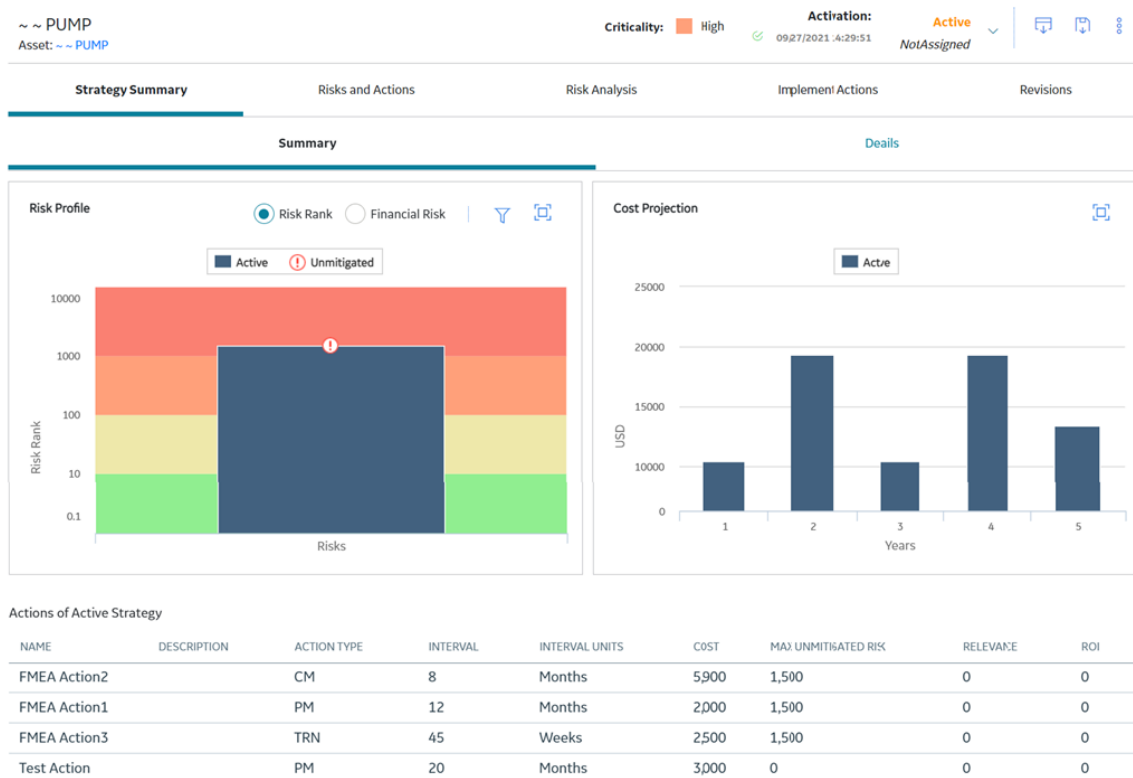 ~ ~ PUMP
Asset: ~ ~ PUMP
Criticality: High
Activation:
09/27/2021 14:29:51
Active
Not Assigned
Strategy Summary Risks and Actions Risk Analysis Implement Actions Revisions
Summary Deails
Risk Profile
Risk Rank Financial Risk
Active Unmitigated
10000
1000
100
10
0.1
Risk Rank
Risks
Cost Projection
Active
25000
20000
15000
10000
0
USD
1 2 3 4 5
Years
Actions of Active Strategy
NAME DESCRIPTION ACTION TYPE INTERVAL INTERVAL UNITS COST MAX UNMITIGATED RISK RELEVANCE ROI
FMEA Action2 CM 8 Months 5,900 1,500 0 0
FMEA Action1 PM 12 Months 2,000 1,500 0 0
FMEA Action3 TRN 45 Weeks 2,500 1,500 0 0
Test Action PM 20 Months 3,000 0 0 0